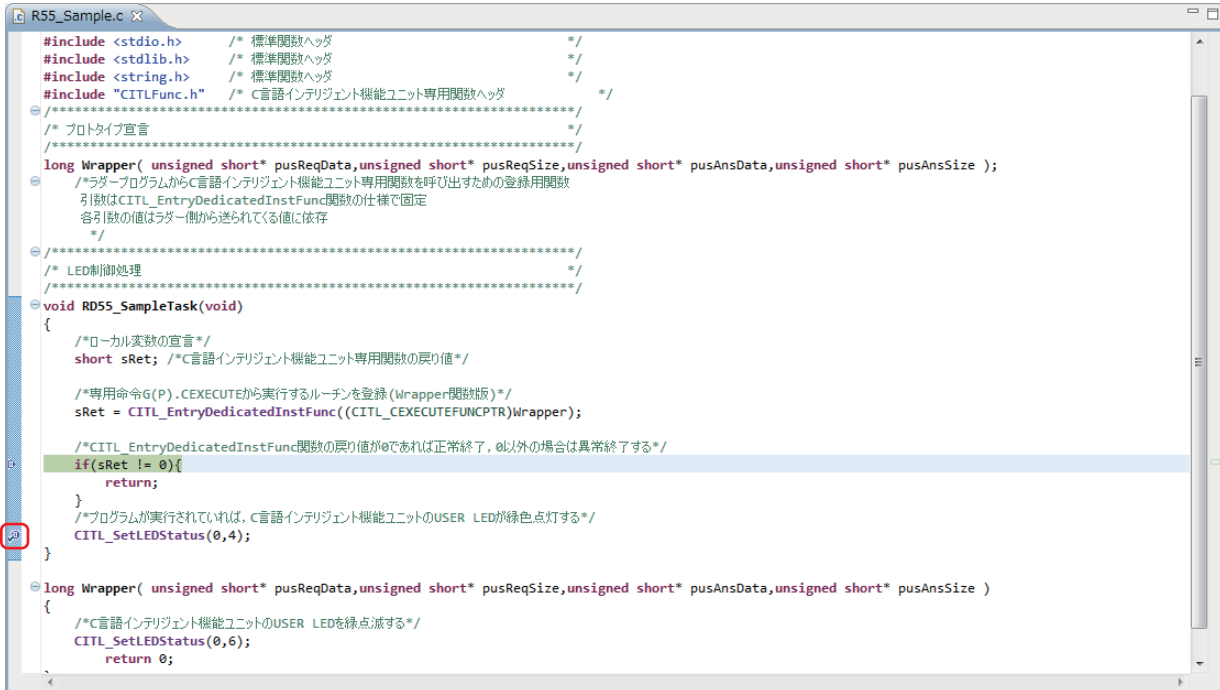 R55_Sample.c
#include <stdio.h> /* 標準関数ヘッダ */
#include <stdlib.h> /* 標準関数ヘッダ */
#include <string.h> /* 標準関数ヘッダ */
#include "CITLFunc.h" /* C言語インテリジェント機能ユニット専用関数ヘッダ */
/******************************************************************/
/* プロトタイプ宣言 */
/******************************************************************/
long Wrapper( unsigned short* pusReqData,unsigned short* pusReqSize,unsigned short* pusAnsData,unsigned short* pusAnsSize );
/*ラダープログラムからC言語インテリジェント機能ユニット専用関数を呼び出すための登録用関数
引数はCITL_EntryDedicatedInstFunc関数の仕様で固定
各引数の値はラダー側から送られてくる値に依存
*/
/******************************************************************/
/* LED制御処理 */
/******************************************************************/
void RD55_SampleTask(void)
{
/*ローカル変数の宣言*/
short sRet; /*C言語インテリジェント機能ユニット専用関数の戻り値*/
/*専用命令G(P).CEXECUTEから実行するルーチンを登録(Wrapper関数版)*/
sRet = CITL_EntryDedicatedInstFunc((CITL_CEXECUTEFUNCPTR)Wrapper);
/*CITL_EntryDedicatedInstFunc関数の戻り値が0であれば正常終了，0以外の場合は異常終了する*/
if(sRet != 0){
return;
}
/*プログラムが実行されていれば，C言語インテリジェント機能ユニットのUSER LEDが緑色点灯する*/
CITL_SetLEDStatus(0,4);
}
long Wrapper( unsigned short* pusReqData,unsigned short* pusReqSize,unsigned short* pusAnsData,unsigned short* pusAnsSize )
{
/*C言語インテリジェント機能ユニットのUSER LEDを緑点滅する*/
CITL_SetLEDStatus(0,6);
return 0;